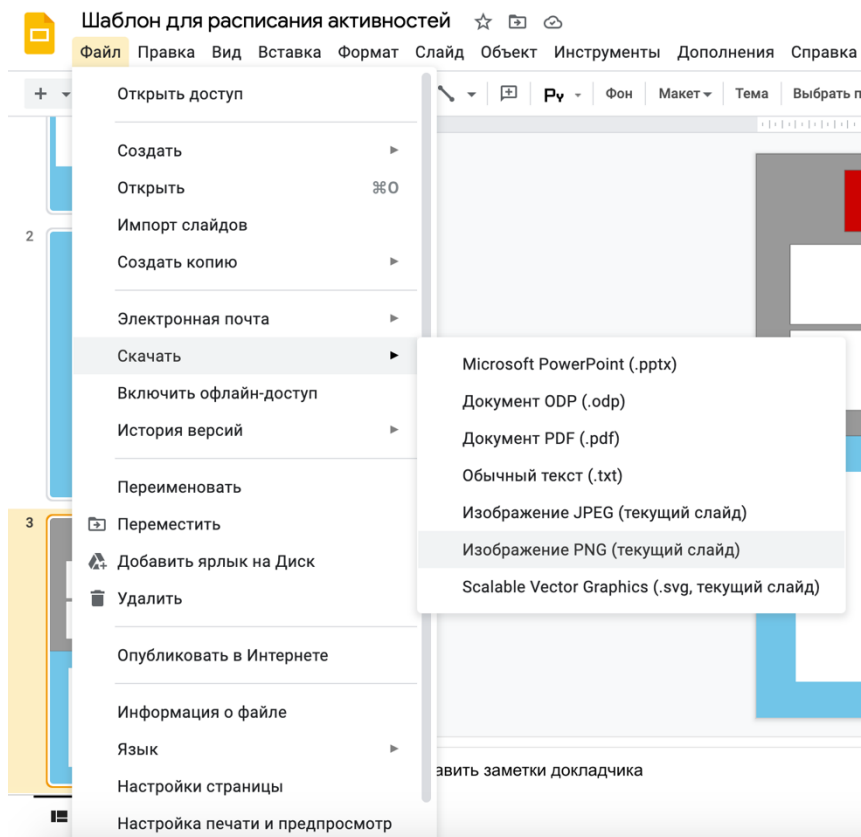 Шаблон для расписания активностей
Файл Правка Вид Вставка Формат Слайд Объект Инструменты Дополнения Справка
Фон Макет Тема Выбрать п
Открыть доступ
Создать
Открыть ⌘O
Импорт слайдов
Создать копию
2
Электронная почта
Скачать
Включить офлайн-доступ
История версий
Microsoft PowerPoint (.pptx)
Документ ODP (.odp)
Документ PDF (.pdf)
Обычный текст (.txt)
Изображение JPEG (текущий слайд)
Изображение PNG (текущий слайд)
Scalable Vector Graphics (.svg, текущий слайд)
Переименовать
3
Переместить
Добавить ярлык на Диск
Удалить
Опубликовать в Интернете
Информация о файле
Язык
Настройки страницы
Настройка печати и предпросмотр
авить заметки докладчика